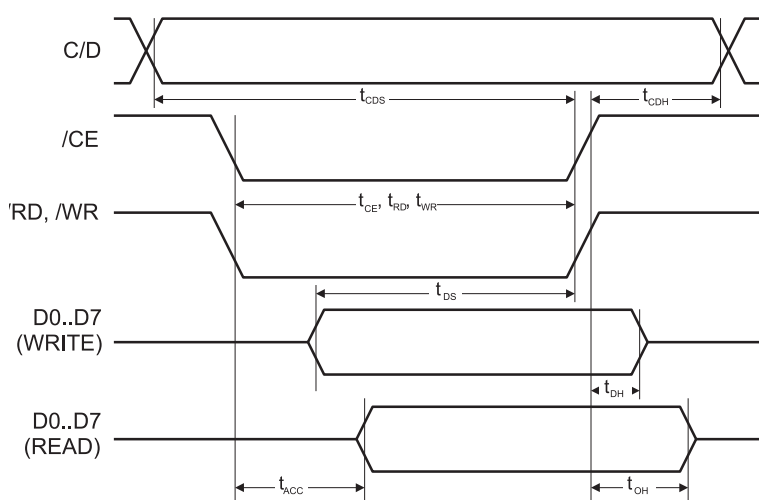 C/D
tCDS
tCDH
/CE
tCE, tRD, tWR
/RD, /WR
tDS
D0..D7
(WRITE)
tDH
D0..D7
(READ)
tACC
tOH